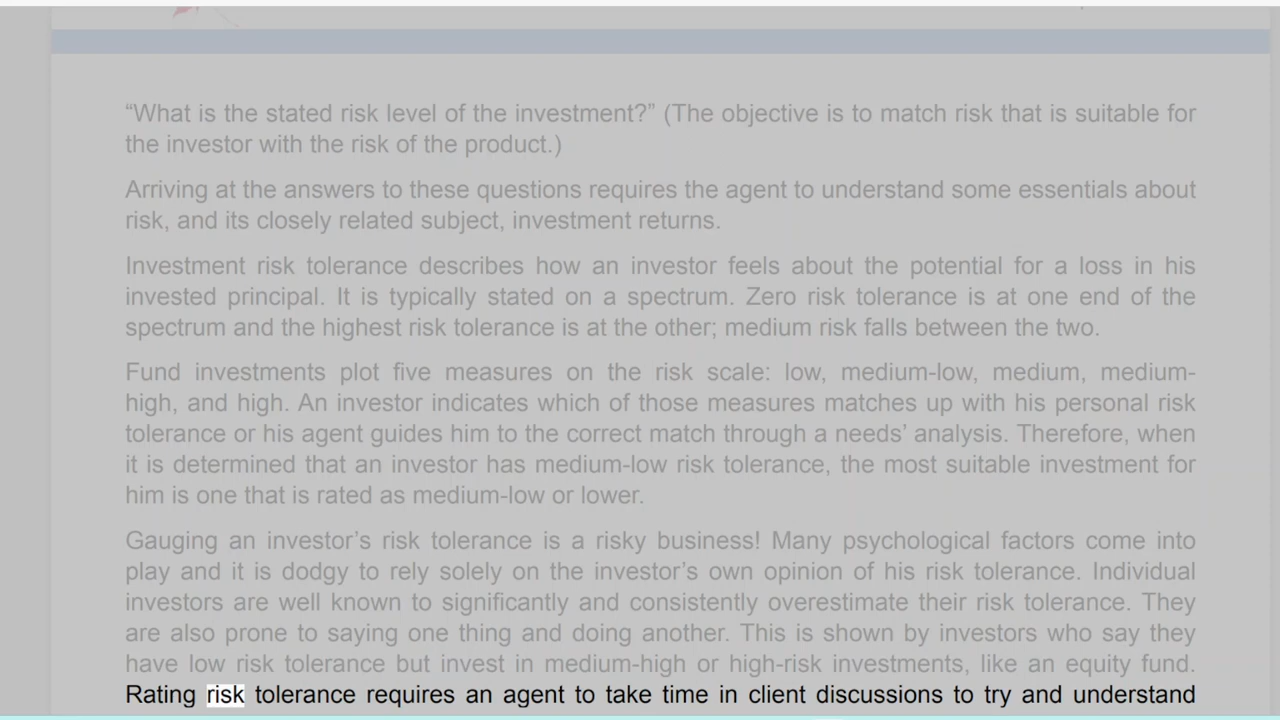 “What is the stated risk level of the investment?” (The objective is to match risk that is suitable for
the investor with the risk of the product.)
Arriving at the answers to these questions requires the agent to understand some essentials about
risk, and its closely related subject, investment returns.
Investment risk tolerance describes how an investor feels about the potential for a loss in his
invested principal. It is typically stated on a spectrum. Zero risk tolerance is at one end of the
spectrum and the highest risk tolerance is at the other; medium risk falls between the two.
Fund investments plot five measures on the risk scale: low, medium-low, medium, medium-
high, and high. An investor indicates which of those measures matches up with his personal risk
tolerance or his agent guides him to the correct match through a needs’ analysis. Therefore, when
it is determined that an investor has medium-low risk tolerance, the most suitable investment for
him is one that is rated as medium-low or lower.
Gauging an investor’s risk tolerance is a risky business! Many psychological factors come into
play and it is dodgy to rely solely on the investor’s own opinion of his risk tolerance. Individual
investors are well known to significantly and consistently overestimate their risk tolerance. They
are also prone to saying one thing and doing another. This is shown by investors who say they
have low risk tolerance but invest in medium-high or high-risk investments, like an equity fund.
Rating risk tolerance requires an agent to take time in client discussions to try and understand